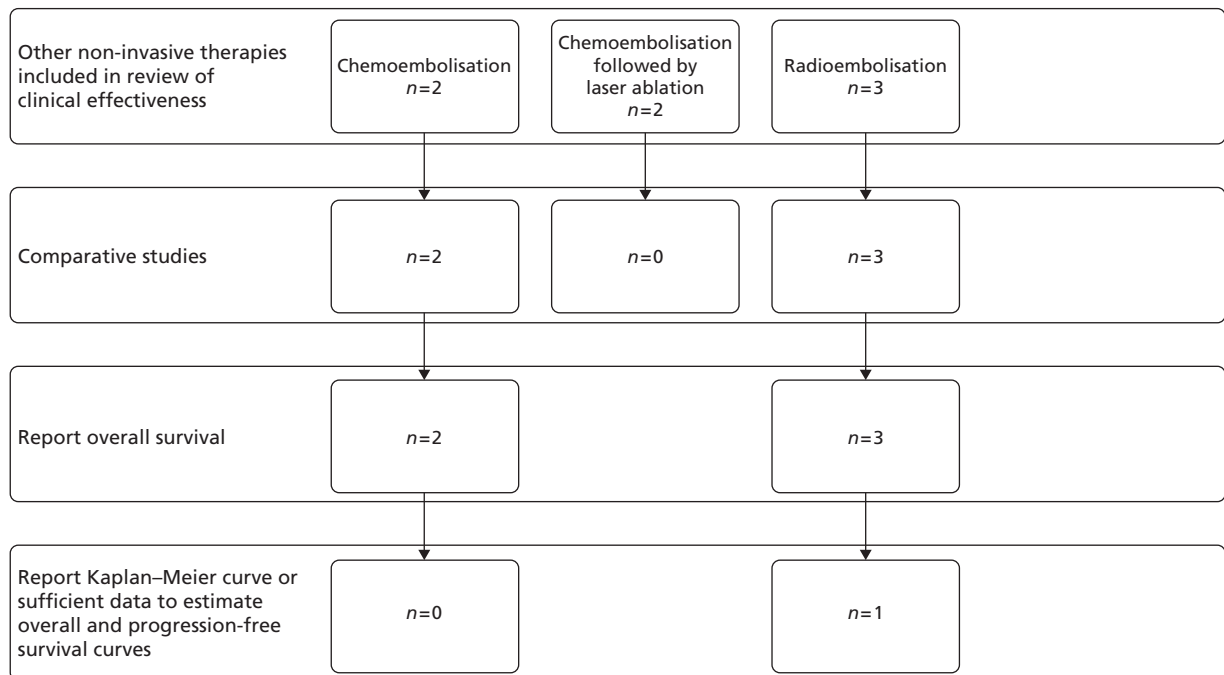 Other non-invasive therapies
included in review of
clinical effectiveness
Chemoembolisation
n=2
Chemoembolisation
followed by
laser ablation
n=2
Radioembolisation
n=3
Comparative studies
n=2
n=0
n=3
Report overall survival
n=2
n=3
Report Kaplan–Meier curve or
sufficient data to estimate
overall and progression-free
survival curves
n=0
n=1